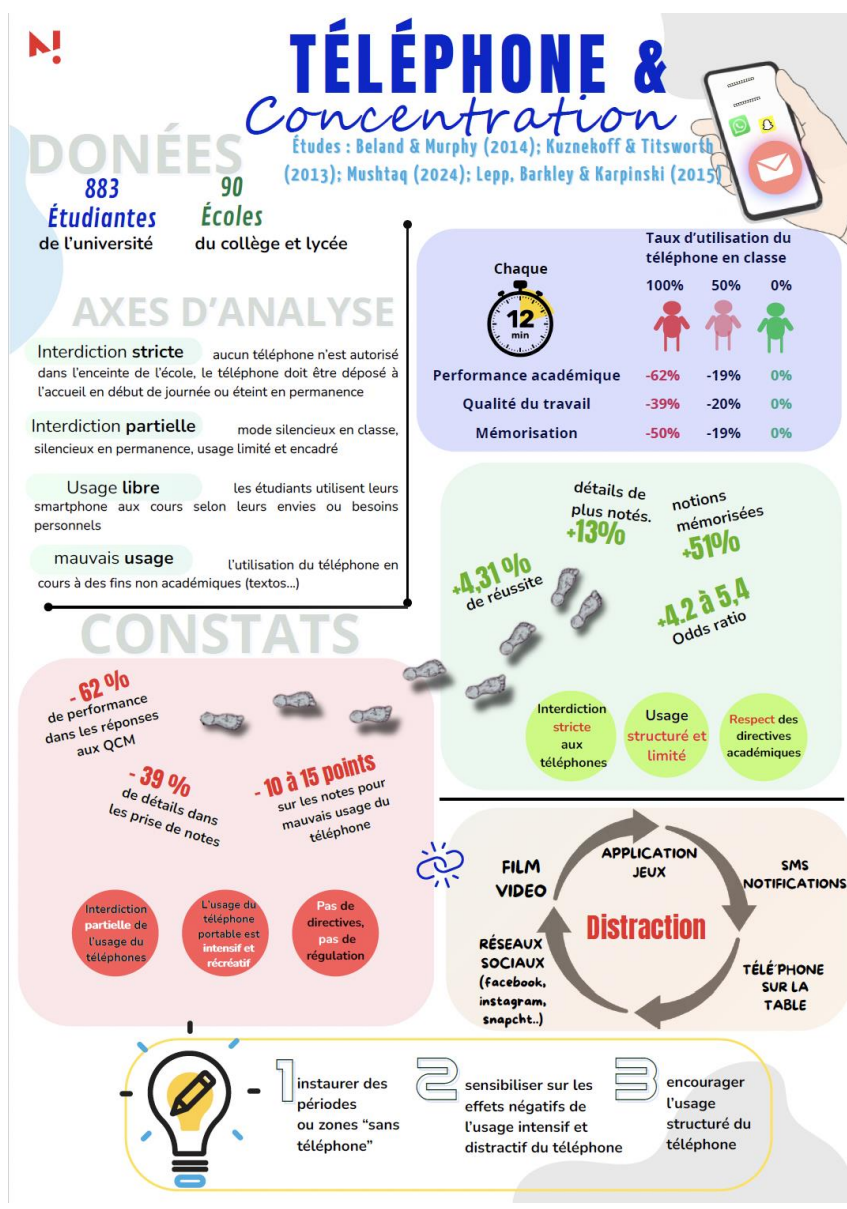 TÉLÉPHONE &
Concentration
Études : Beland & Murphy (2014); Kuznekoff & Titsworth
(2013); Mushtaq (2024); Lepp, Barkley & Karpinski (2015)
DONÉES
883
Étudiantes
de l’université
90
Écoles
du collège et lycée
AXES D’ANALYSE
Interdiction stricte aucun téléphone n’est autorisé
dans l’enceinte de l’école, le téléphone doit être déposé à
l’accueil en début de journée ou éteint en permanence
Interdiction partielle mode silencieux en classe,
silencieux en permanence, usage limité et encadré
Usage libre les étudiants utilisent leurs
smartphone aux cours selon leurs envies ou besoins
personnels
mauvais usage l’utilisation du téléphone en
cours à des fins non académiques (textos...)
Chaque
12
min
Taux d’utilisation du
téléphone en classe
100% 50% 0%
Performance académique -62% -19% 0%
Qualité du travail -39% -20% 0%
Mémorisation -50% -19% 0%
+4,31 %
de réussite
détails de
plus notés.
+13%
notions
mémorisées
+51%
+4.2 à 5,4
Odds ratio
Interdiction
stricte
aux
téléphones
Usage
structuré et
limité
Respect des
directives
académiques
CONSTATS
- 62 %
de performance
dans les réponses
aux QCM
- 39 %
de détails dans
les prise de notes
- 10 à 15 points
sur les notes pour
mauvais usage du
téléphone
Interdiction
partielle de
l’usage du
téléphones
L’usage du
téléphone
portable est
intensif et
récréatif
Pas de
directives,
pas de
régulation
FILM
VIDEO
APPLICATION
JEUX
SMS
NOTIFICATIONS
Distraction
RÉSEAUX
SOCIAUX
(facebook,
instagram,
snapcht..)
TÉLÉ´PHONE
SUR LA
TABLE
1
instaurer des
périodes
ou zones “sans
téléphone”
2
sensibiliser sur les
effets négatifs de
l’usage intensif et
distractif du téléphone
3
encourager
l’usage
structuré du
téléphone